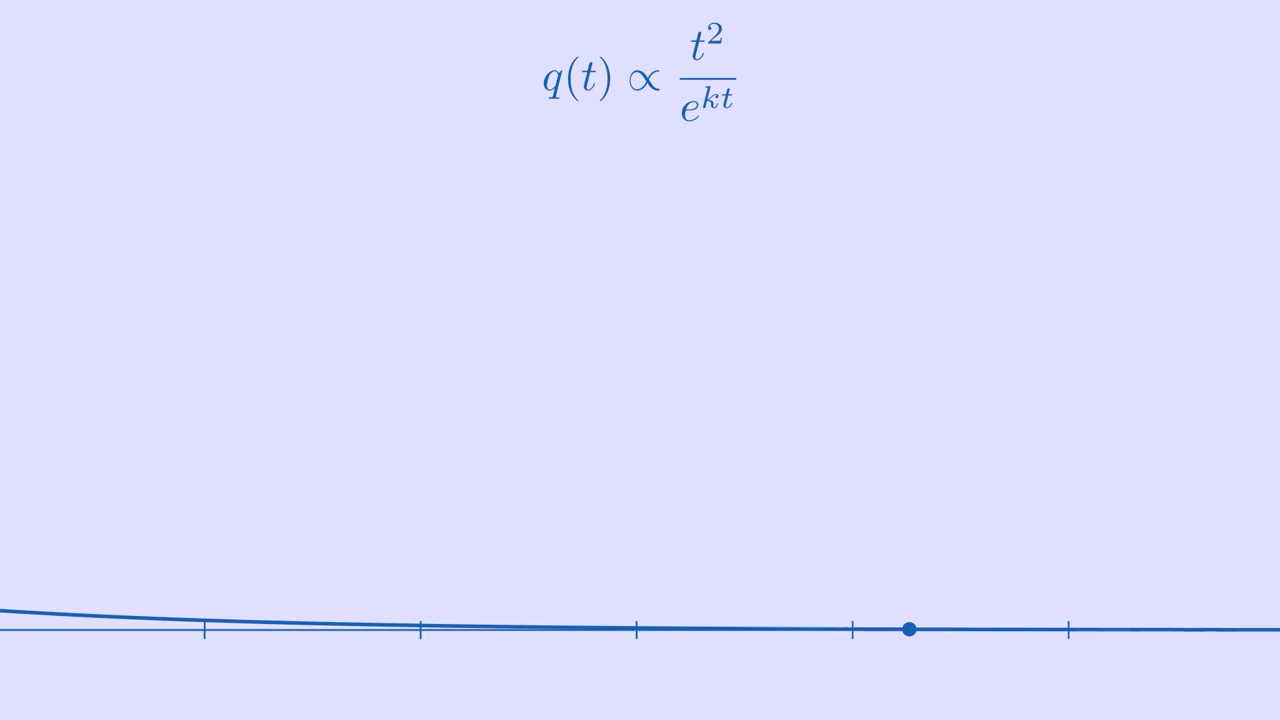 q(t) ∝ t²/e^{kt}